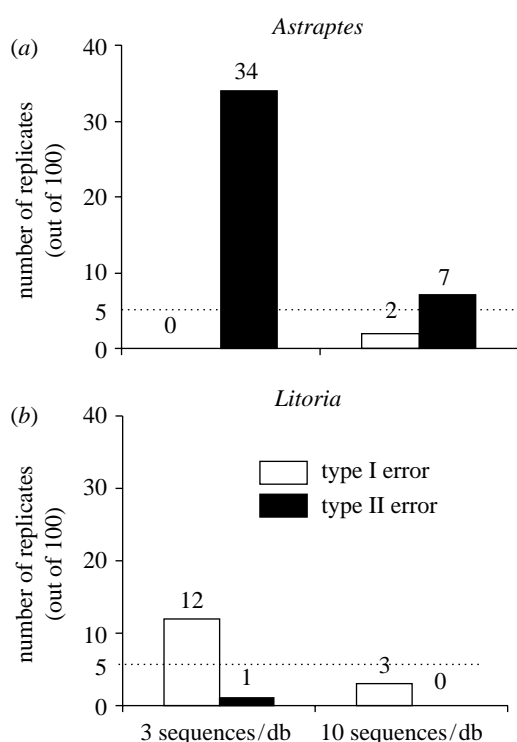 Astraptes
(a)
40
30
20
10
5
0
number of replicates
(out of 100)
34
0
2
7
Litoria
(b)
40
30
20
10
5
0
number of replicates
(out of 100)
type I error
type II error
12
1
3
0
3 sequences/db
10 sequences/db